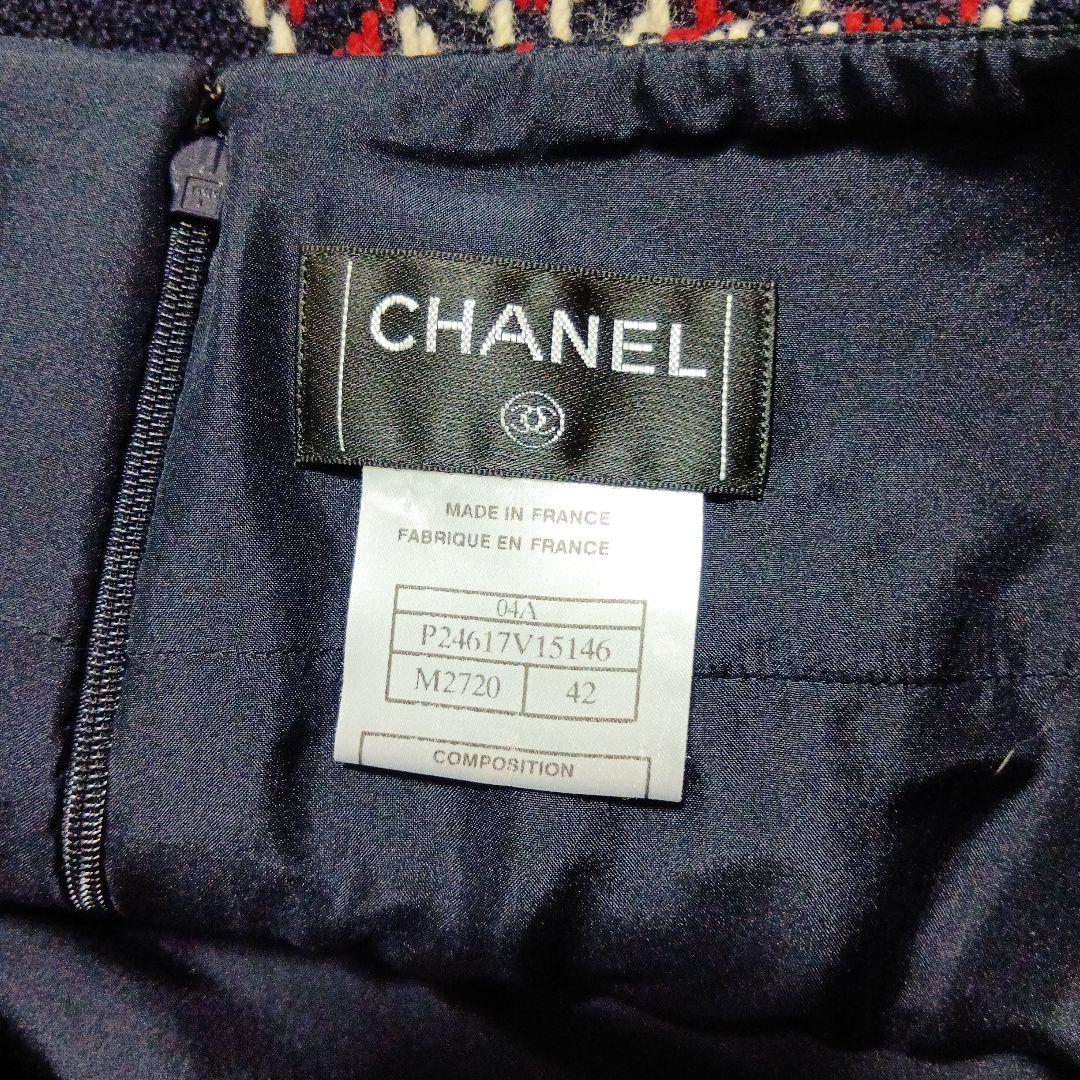 CHANEL
MADE IN FRANCE
FABRIQUE EN FRANCE
04A
P24617V15146
M2720 42
COMPOSITION